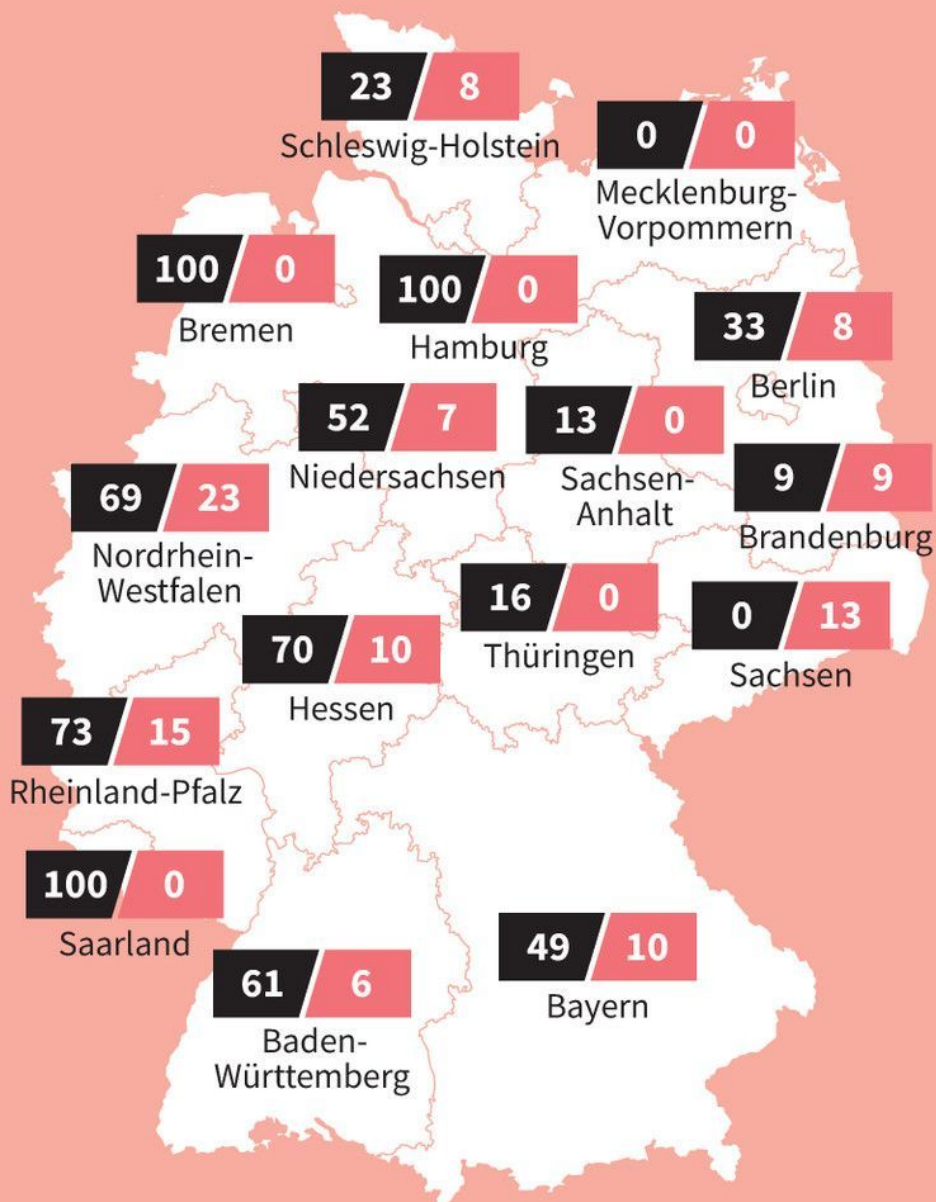 23 8
Schleswig-Holstein
0 0
Mecklenburg-
Vorpommern
100 0
Bremen
100 0
Hamburg
33 8
Berlin
52 7
Niedersachsen
13 0
Sachsen-
Anhalt
9 9
Brandenburg
69 23
Nordrhein-
Westfalen
16 0
Thüringen
0 13
Sachsen
70 10
Hessen
73 15
Rheinland-Pfalz
100 0
Saarland
61 6
Baden-
Württemberg
49 10
Bayern